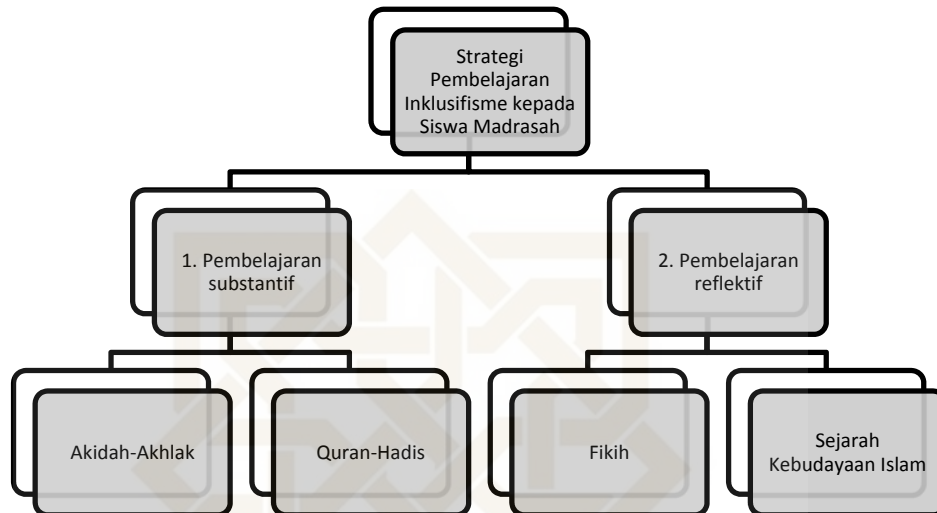 Strategi
Pembelajaran
Inklusifisme kepada
Siswa Madrasah
1. Pembelajaran
substantif
2. Pembelajaran
reflektif
Akidah-Akhlak
Quran-Hadis
Fikih
Sejarah
Kebudayaan Islam